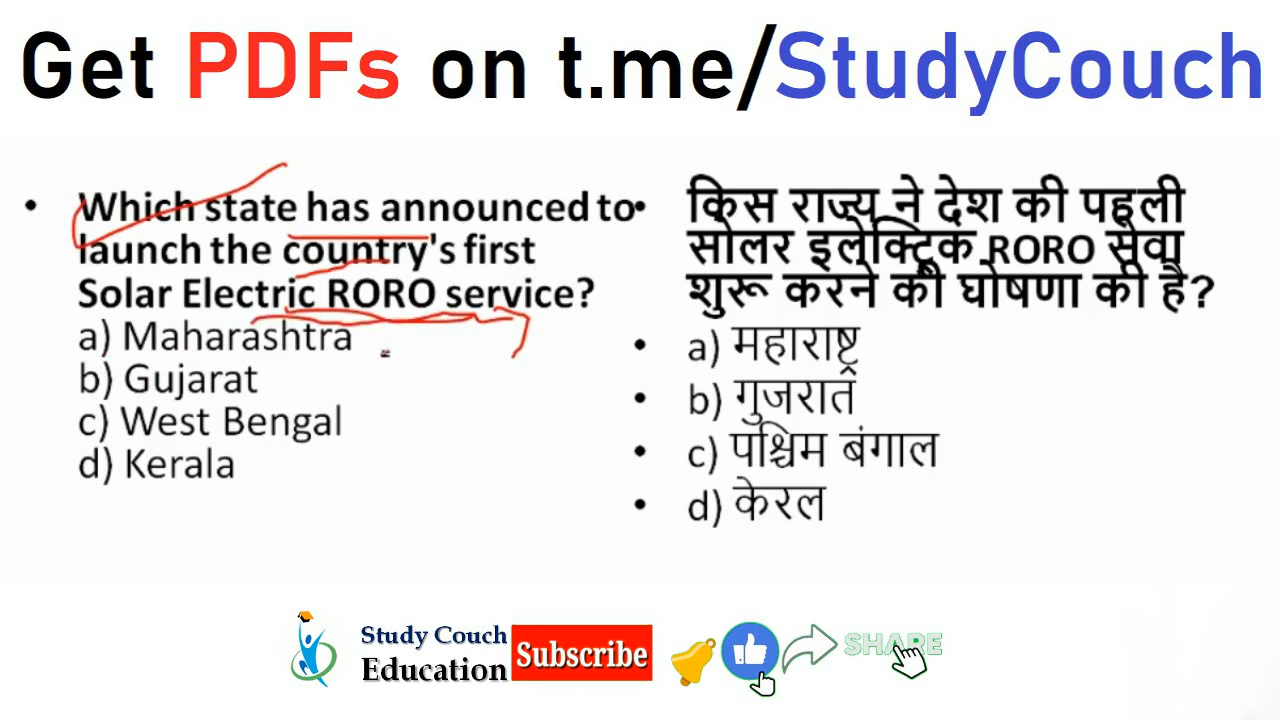 Get PDFs on t.me/StudyCouch
• Which state has announced to
launch the country's first
Solar Electric RORO service?
a) Maharashtra
b) Gujarat
c) West Bengal
d) Kerala
• किस राज्य ने देश की पहली
सोलर इलेक्ट्रिक RORO सेवा
शुरू करने की घोषणा की है?
• a) महाराष्ट्र
• b) गुजरात
• c) पश्चिम बंगाल
• d) केरल
Study Couch
Education
Subscribe
SHARE